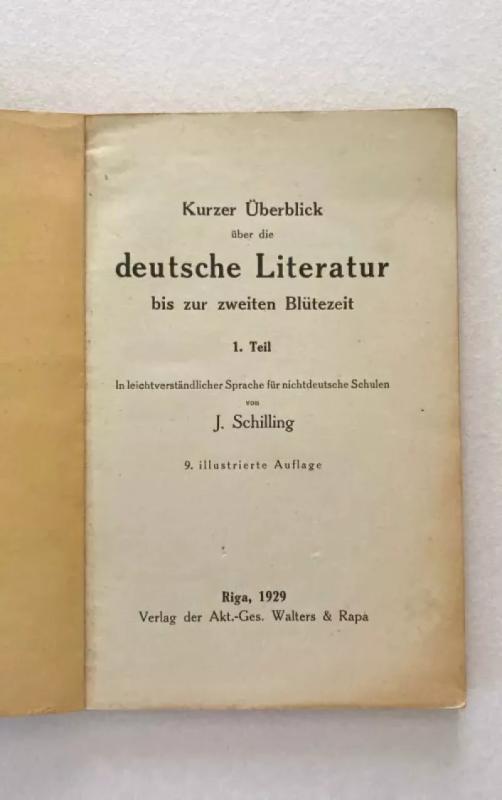 Kurzer Überblick
über die
deutsche Literatur
bis zur zweiten Blütezeit
1. Teil
In leichtverständlicher Sprache für nichtdeutsche Schulen
von
J. Schilling
9. illustrierte Auflage
Riga, 1929
Verlag der Akt.-Ges. Walters & Rapa